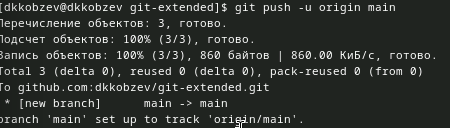 [dkkobzev@dkkobzev git-extended]$ git push -u origin main
Перечисление объектов: 3, готово.
Подсчет объектов: 100% (3/3), готово.
Запись объектов: 100% (3/3), 860 байтов | 860.00 КиБ/с, готово.
Total 3 (delta 0), reused 0 (delta 0), pack-reused 0 (from 0)
To github.com:dkkobzev/git-extended.git
 * [new branch]      main -> main
branch 'main' set up to track 'origin/main'.